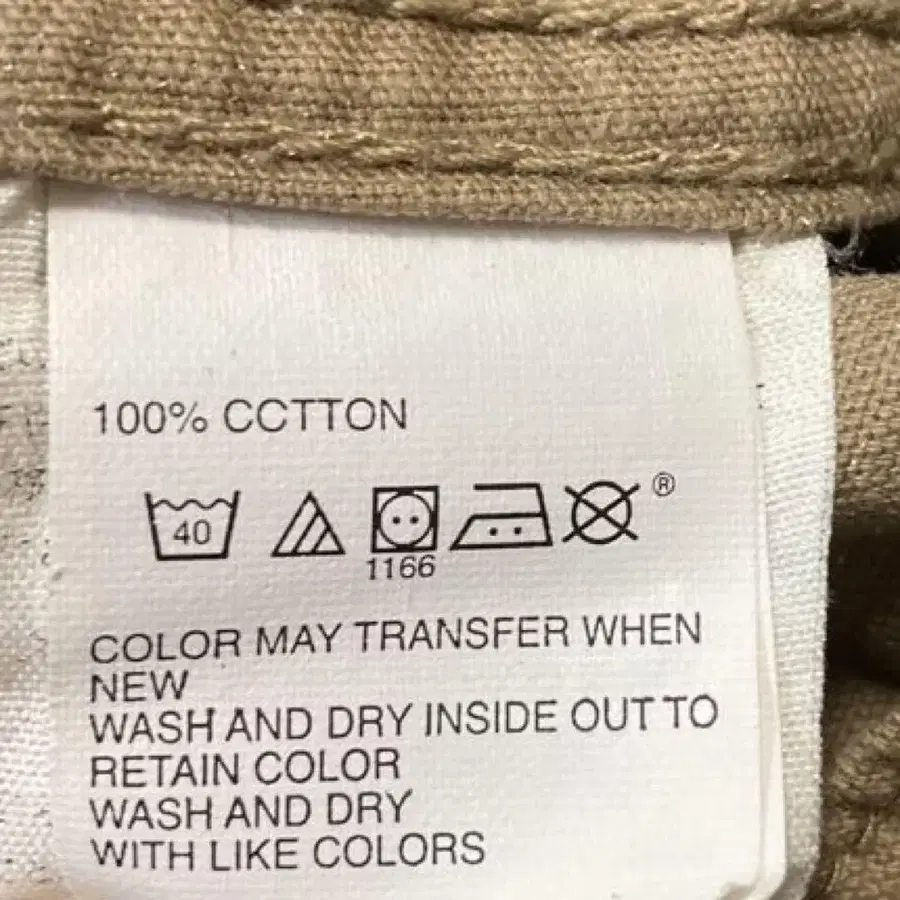 100% CCTTON
40
®
1166
COLOR MAY TRANSFER WHEN
NEW
WASH AND DRY INSIDE OUT TO
RETAIN COLOR
WASH AND DRY
WITH LIKE COLORS